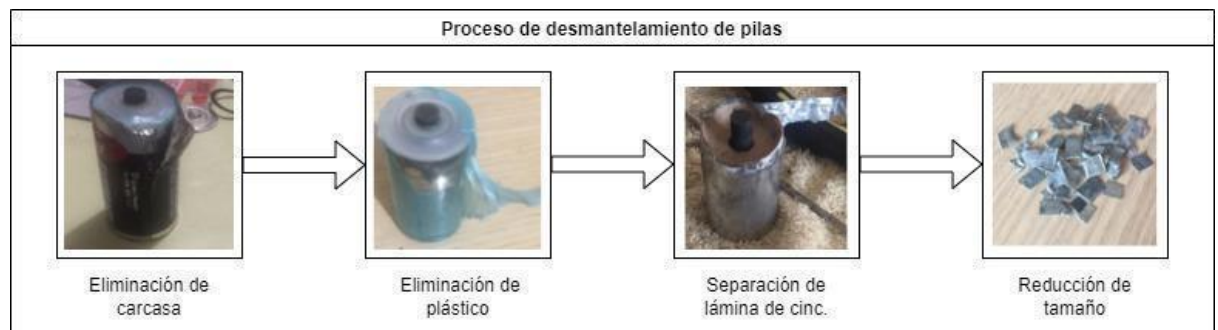 Proceso de desmantelamiento de pilas
Eliminación de
carcasa
Eliminación de
plástico
Separación de
lámina de cinc.
Reducción de
tamaño